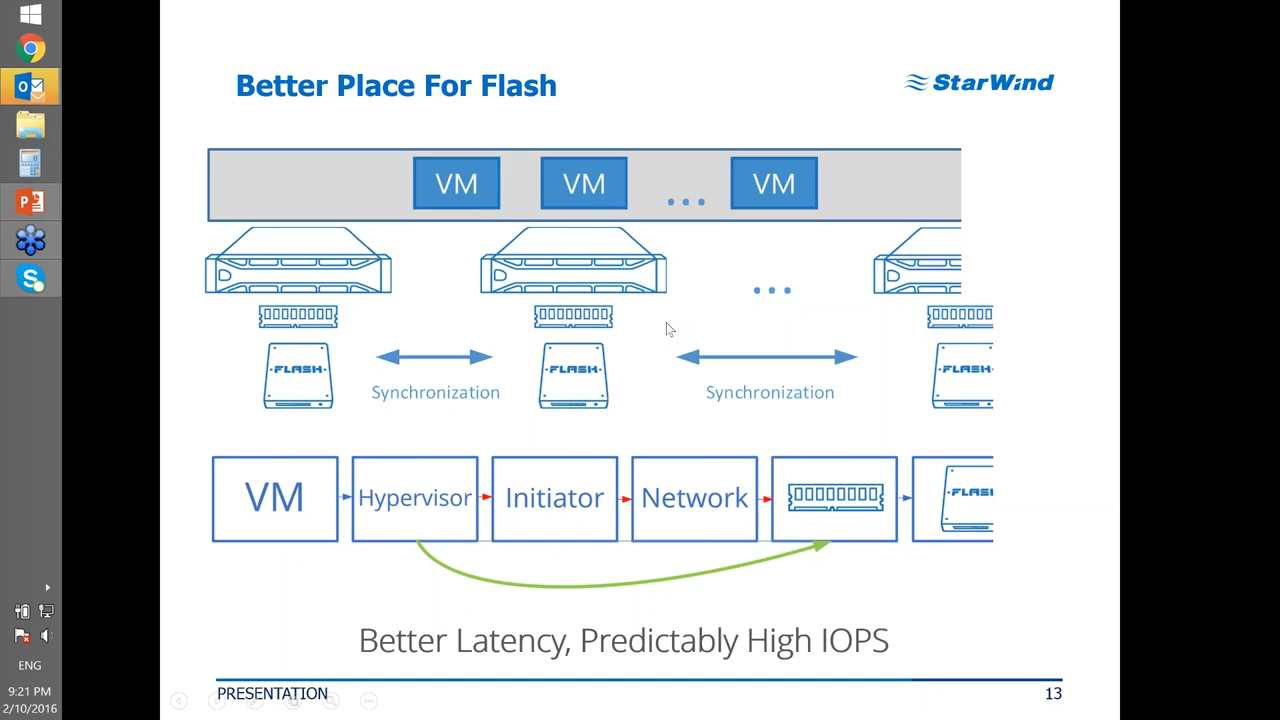 Better Place For Flash
StarWind
VM VM ... VM
...
FLASH FLASH FLASH
Synchronization Synchronization
VM Hypervisor Initiator Network
Better Latency, Predictably High IOPS
PRESENTATION 13
ENG
9:21 PM
2/10/2016